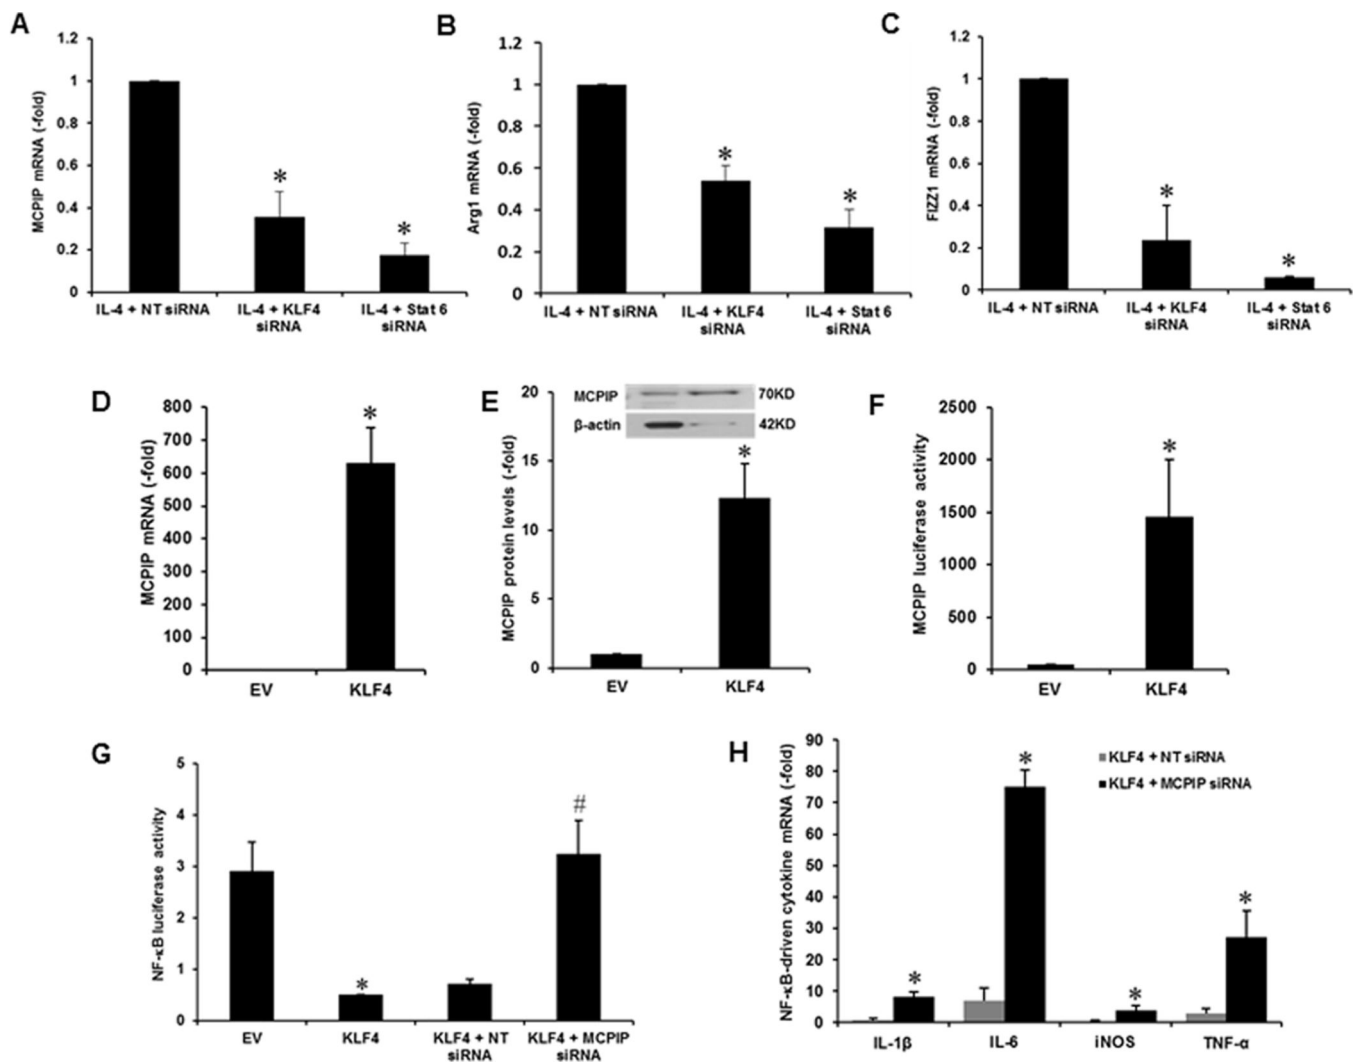 A
MCPIP mRNA (-fold)
1.2
1
0.8
0.6
0.4
0.2
0
*
*
IL-4 + NT siRNA
IL-4 + KLF4
siRNA
IL-4 + Stat 6
siRNA
B
Arg1 mRNA (-fold)
1.2
1
0.8
0.6
0.4
0.2
0
*
*
IL-4 + NT siRNA
IL-4 + KLF4
siRNA
IL-4 + Stat 6
siRNA
C
FIZZ1 mRNA (-fold)
1.2
1
0.8
0.6
0.4
0.2
0
*
*
IL-4 + NT siRNA
IL-4 + KLF4
siRNA
IL-4 + Stat 6
siRNA
D
MCPIP mRNA (-fold)
800
700
600
500
400
300
200
100
0
*
EV
KLF4
E
MCPIP protein levels (-fold)
20
15
10
5
0
MCPIP
70KD
β-actin
42KD
*
EV
KLF4
F
MCPIP luciferase activity
2500
2000
1500
1000
500
0
*
EV
KLF4
G
NF-κB luciferase activity
5
4
3
2
1
0
*
#
EV
KLF4
KLF4 + NT
siRNA
KLF4 + MCPIP
siRNA
H
NF-κB-driven cytokine mRNA (-fold)
90
80
70
60
50
40
30
20
10
0
KLF4 + NT siRNA
KLF4 + MCPIP siRNA
*
*
*
*
IL-1β
IL-6
iNOS
TNF-α